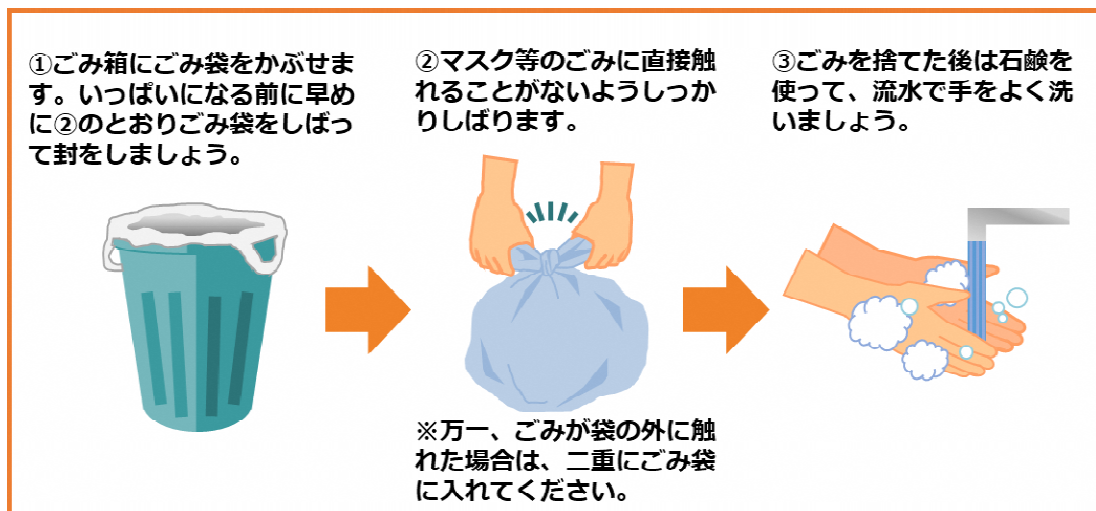 ①ごみ箱にごみ袋をかぶせま
す。いっぱいになる前に早め
に②のとおりごみ袋をしばっ
て封をしましょう。
②マスク等のごみに直接触
れることがないようしっか
りしばります。
※万一、ごみが袋の外に触
れた場合は、二重にごみ袋
に入れてください。
③ごみを捨てた後は石鹸を
使って、流水で手をよく洗
いましょう。